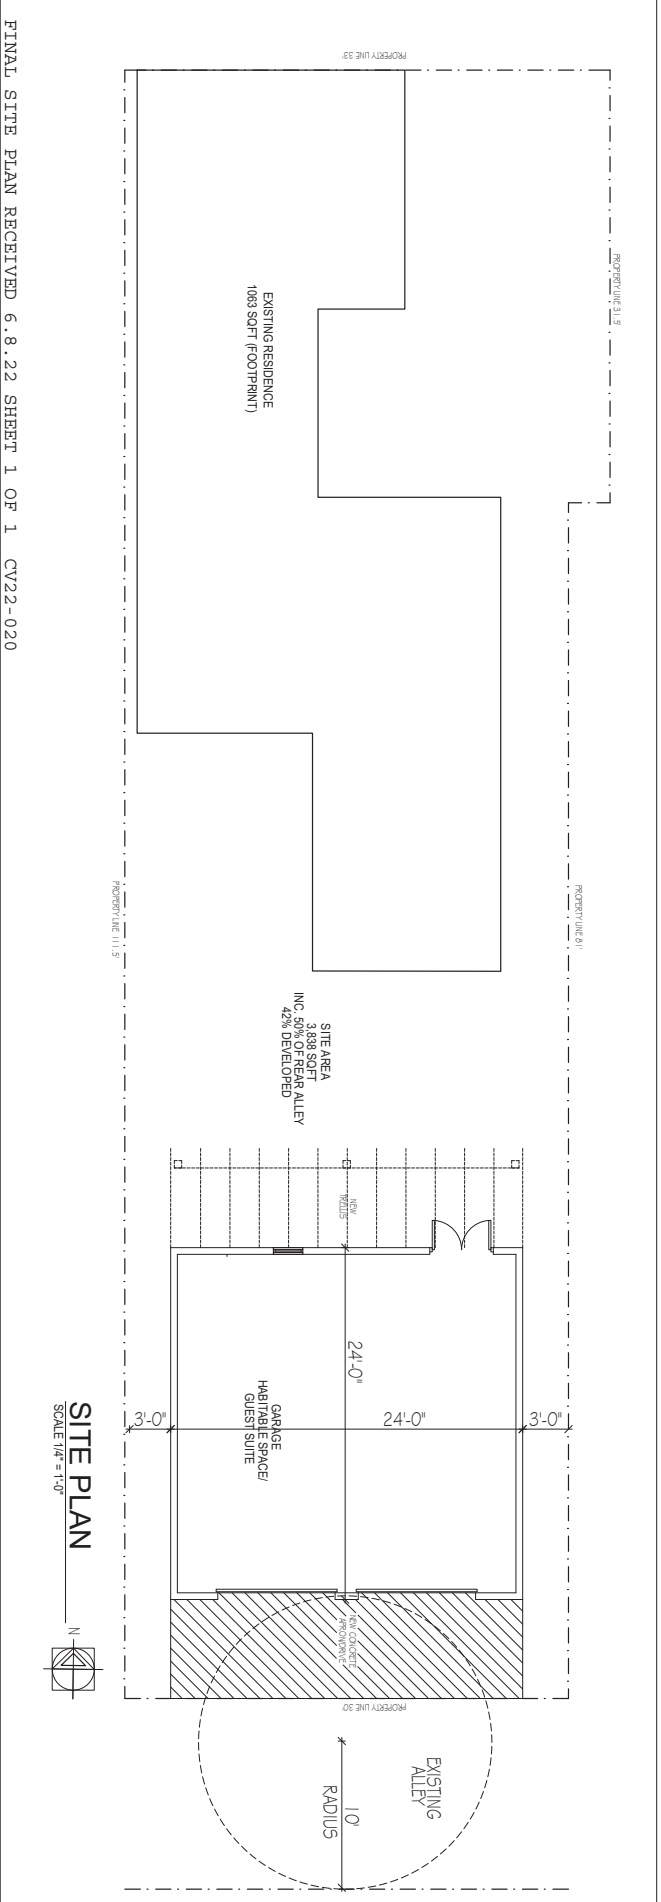 FINAL SITE PLAN RECEIVED 6.8.22 SHEET 1 OF 1 CV22-020
PROPERTY LINE 33'
PROPERTY LINE 31.5'
EXISTING RESIDENCE
1063 SQFT (FOOTPRINT)
PROPERTY LINE 111.5'
PROPERTY LINE 81'
SITE AREA
3,838 SQFT
INC. 50% OF REAR ALLEY
42% DEVELOPED
NEW
TRELLIS
24'-0"
3'-0"
24'-0"
3'-0"
GARAGE
HABITABLE SPACE/
GUEST SUITE
NEW CONCRETE
APRON/DRIVE
PROPERTY LINE 30'
EXISTING
ALLEY
10'
RADIUS
SITE PLAN
SCALE 1/4" = 1'-0"
N